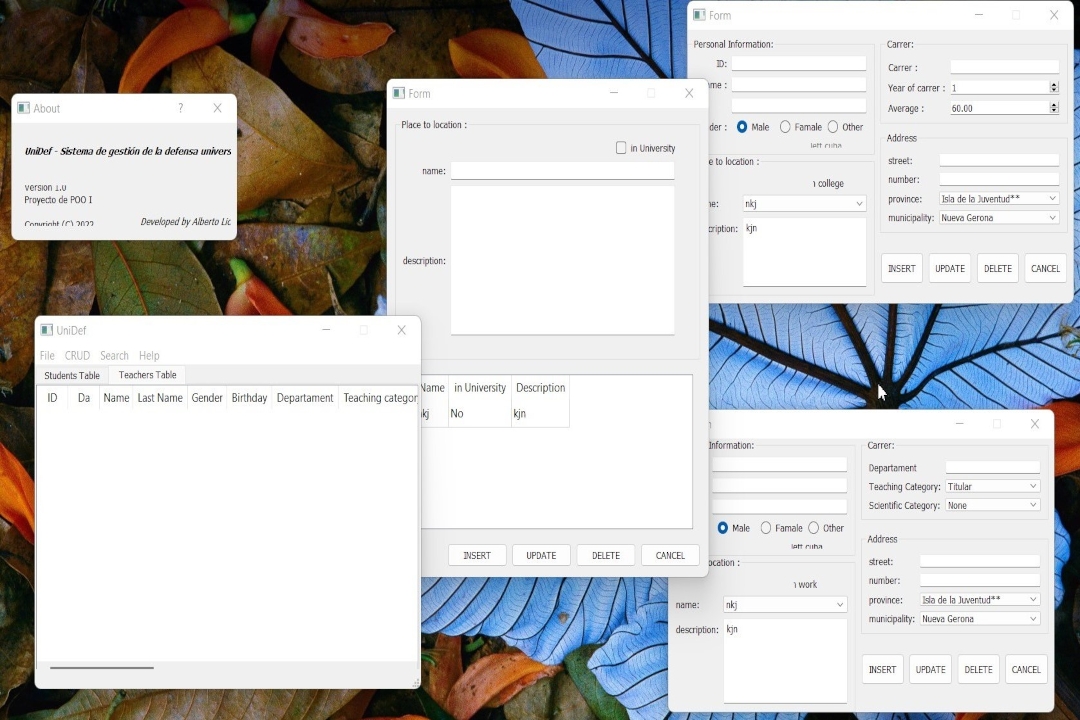 About
UniDef - Sistema de gestión de la defensa univers
Version 1.0
Proyecto de POO I
Copyright (C) 2022
Developed by Alberto Lic
UniDef
File CRUD Search Help
Students Table Teachers Table
ID Da Name Last Name Gender Birthday Departament Teaching categor
Form
Place to location :
in University
name:
description:
Name in University Description
kj No kjn
INSERT UPDATE DELETE CANCEL
Form
Personal Information:
ID:
me :
der : Male Famale Other
left cuba
e to location :
n college
ne: nkj
cription: kjn
Carrer:
Carrer :
Year of carrer : 1
Average : 60.00
Address
street:
number:
province: Isla de la Juventud**
municipality: Nueva Gerona
INSERT UPDATE DELETE CANCEL
Information:
Male Famale Other
left cuba
ocation :
n work
name: nkj
description: kjn
Carrer:
Departament
Teaching Category: Titular
Scientific Category: None
Address
street:
number:
province: Isla de la Juventud**
municipality: Nueva Gerona
INSERT UPDATE DELETE CANCEL